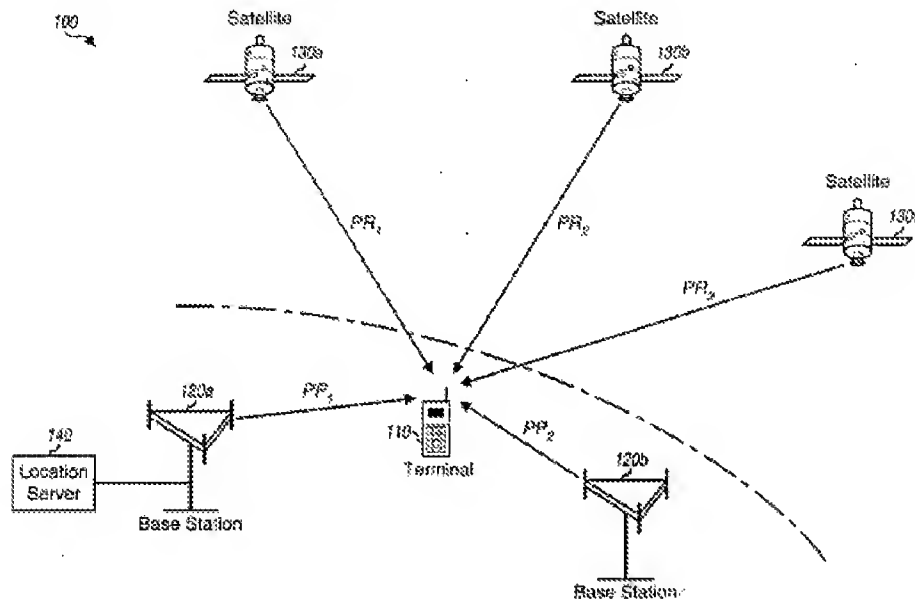 100
Satellite
Satellite
130a
130b
Satellite
130c
PR₁
PR₂
PR₃
120a
PP₁
140
110
PP₂
Location
Server
Terminal
120b
Base Station
Base Station